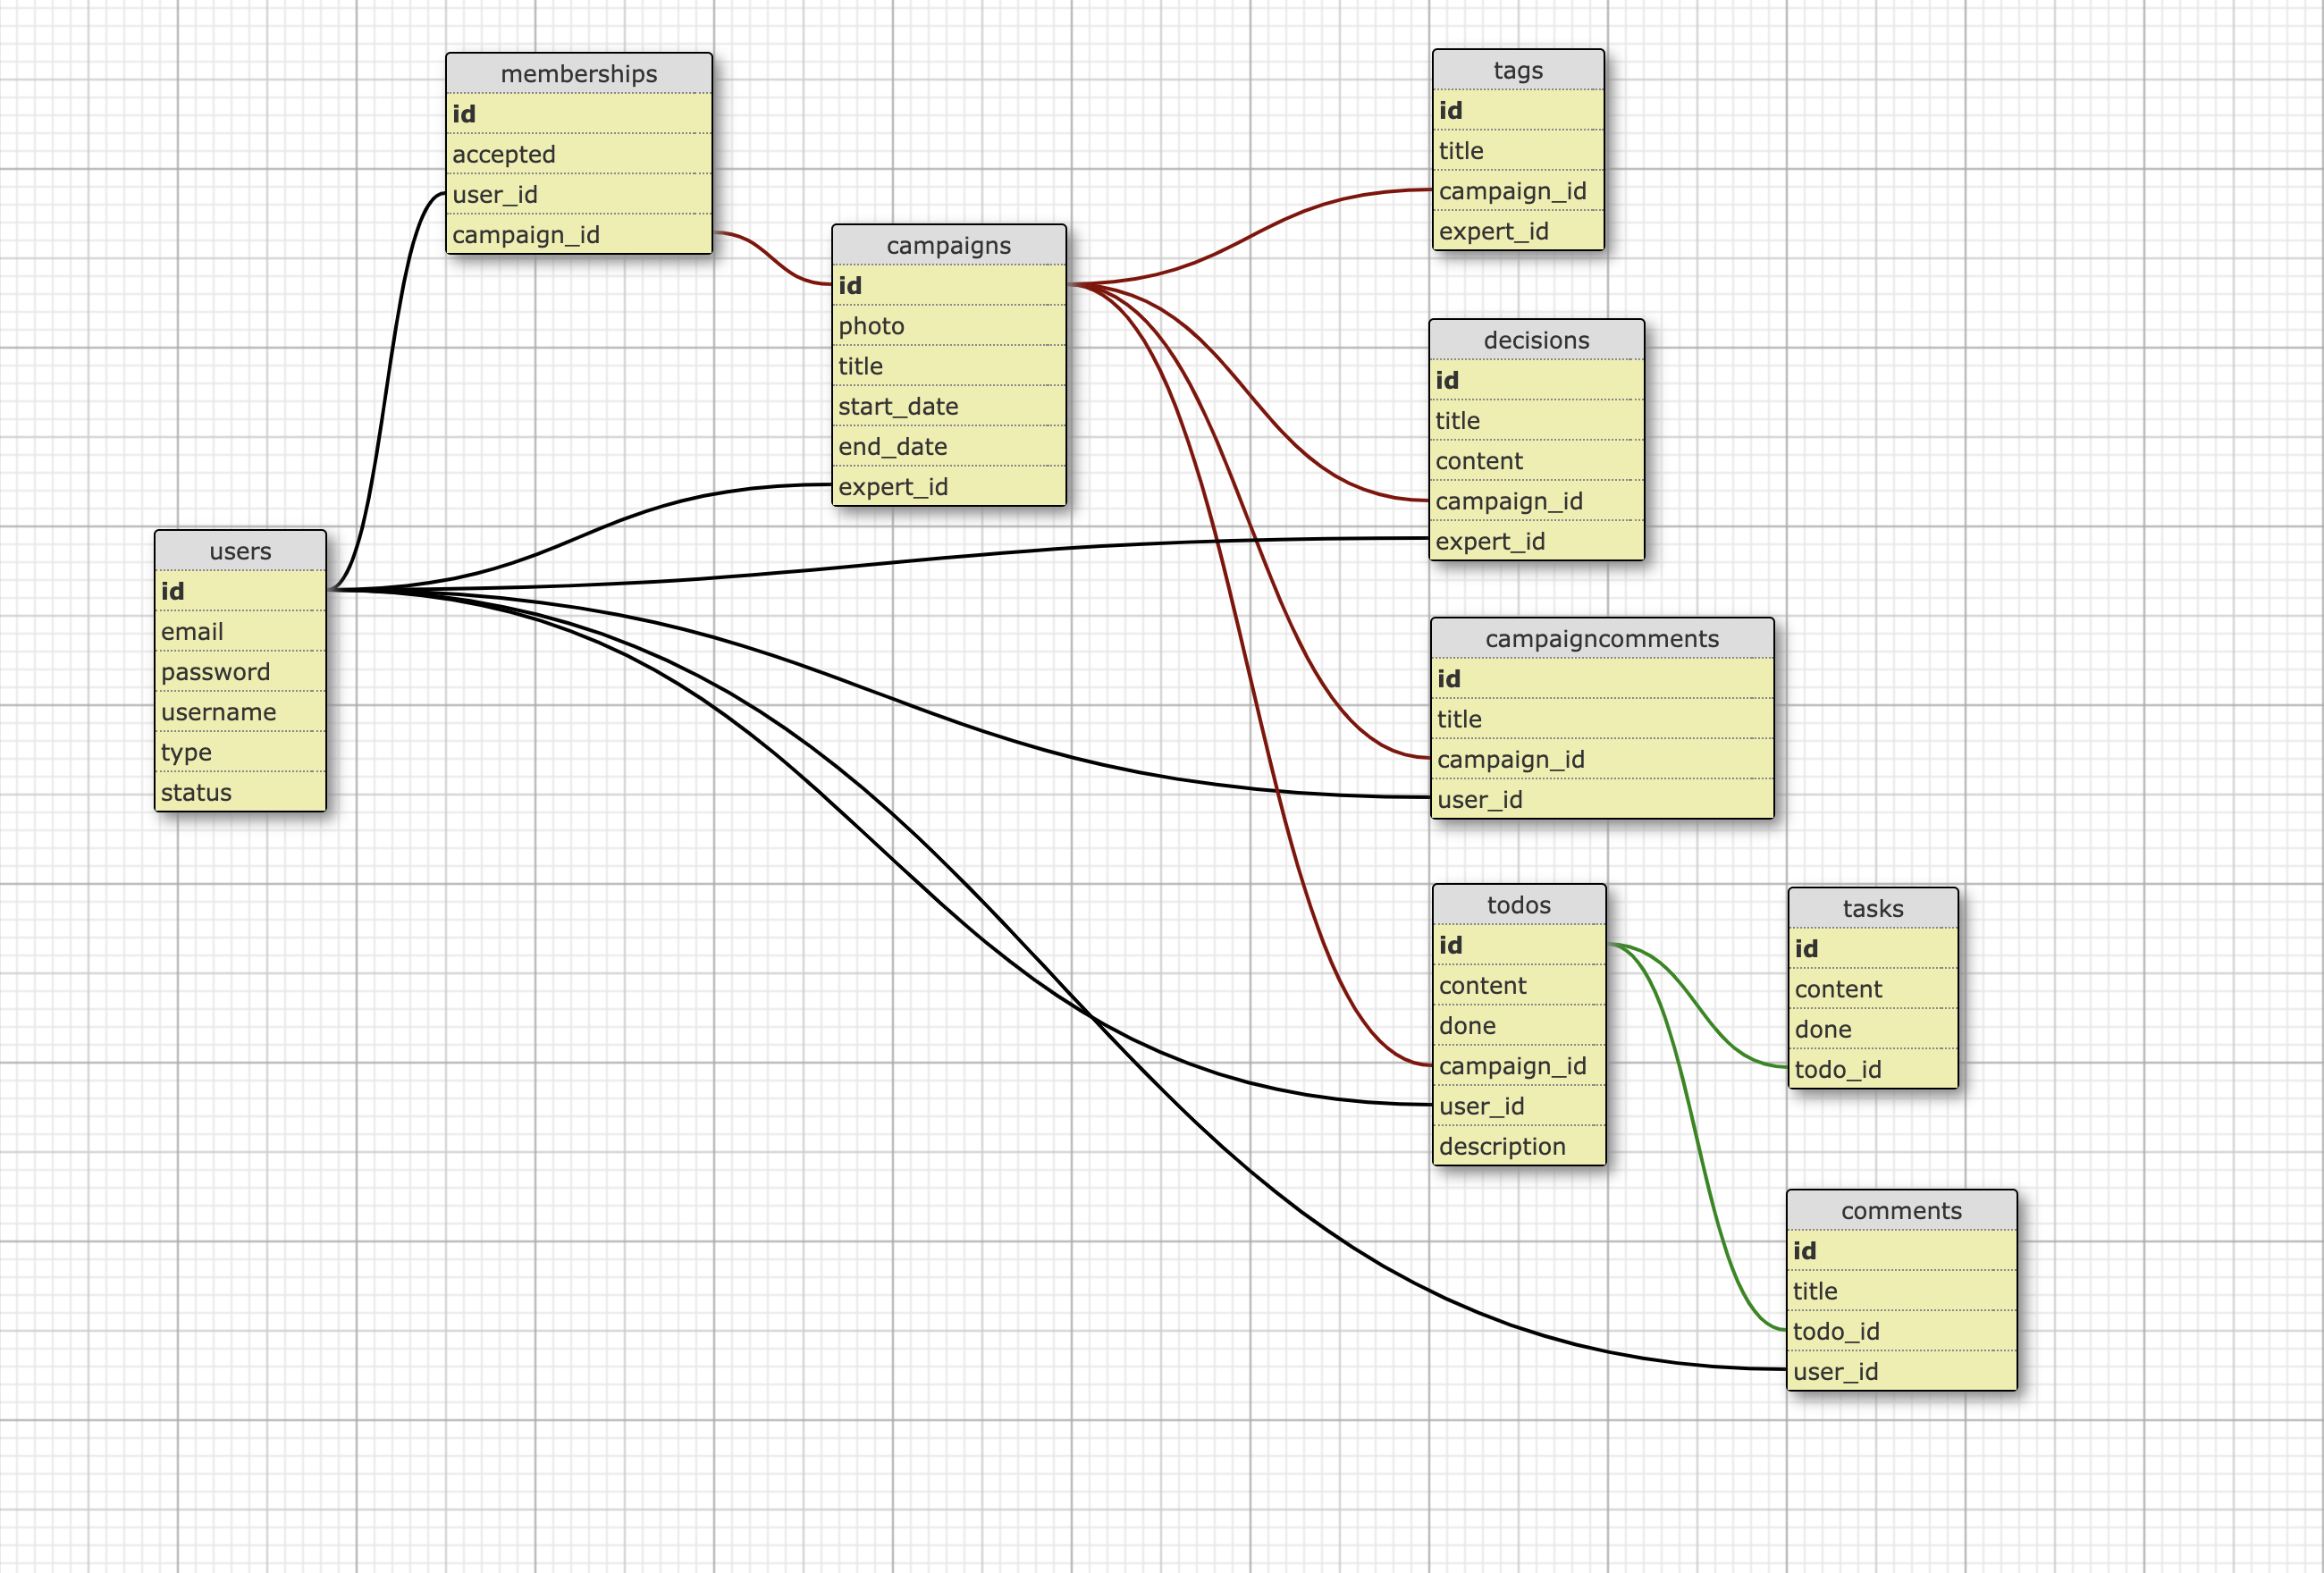 memberships
id
accepted
user_id
campaign_id
campaigns
id
photo
title
start_date
end_date
expert_id
users
id
email
password
username
type
status
tags
id
title
campaign_id
expert_id
decisions
id
title
content
campaign_id
expert_id
campaigncomments
id
title
campaign_id
user_id
todos
id
content
done
campaign_id
user_id
description
tasks
id
content
done
todo_id
comments
id
title
todo_id
user_id